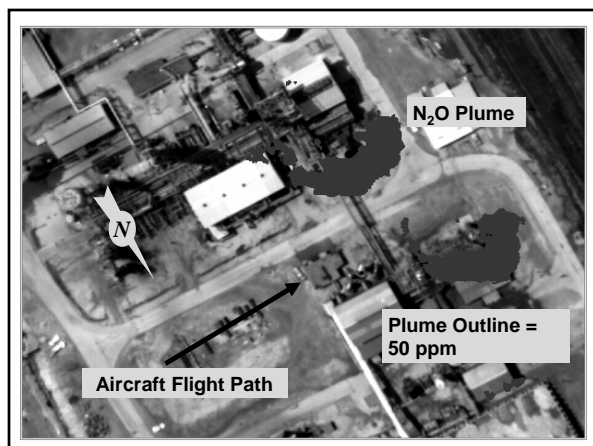 N₂O Plume
N
Plume Outline =
50 ppm
Aircraft Flight Path